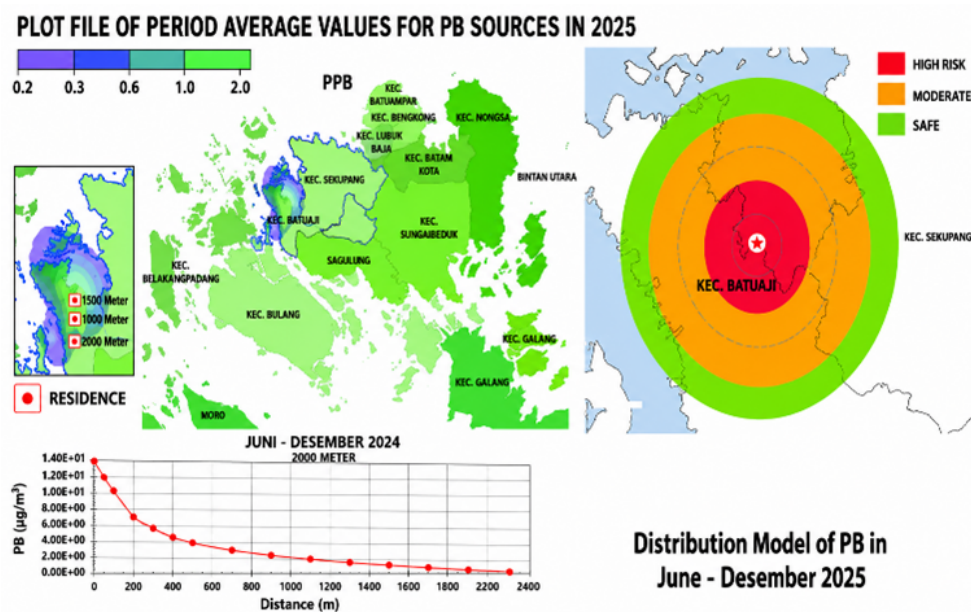 PLOT FILE OF PERIOD AVERAGE VALUES FOR PB SOURCES IN 2025
0.2 0.3 0.6 1.0 2.0
PPB
KEC.
BATUAMPAR
KEC. BENGKONG
KEC. NONGSA
KEC. LUBUK
BAJA
KEC. BATAM
KOTA
KEC. SEKUPANG
BINTAN UTARA
KEC. BATUAJI
KEC.
SUNGAIBEDUK
SAGULUNG
KEC.
BELAKANGPADANG
KEC. BULANG
KEC. GALANG
KEC. GALANG
MORO
1500 Meter
1000 Meter
2000 Meter
RESIDENCE
HIGH RISK
MODERATE
SAFE
KEC. SEKUPANG
KEC. BATUAJI
JUNI - DESEMBER 2024
2000 METER
PB (µg/m³)
1.40E+01
1.20E+01
1.00E+01
8.00E+00
6.00E+00
4.00E+00
2.00E+00
0.00E+00
0 200 400 600 800 1000 1200 1400 1600 1800 2000 2200 2400
Distance (m)
Distribution Model of PB in
June - Desember 2025